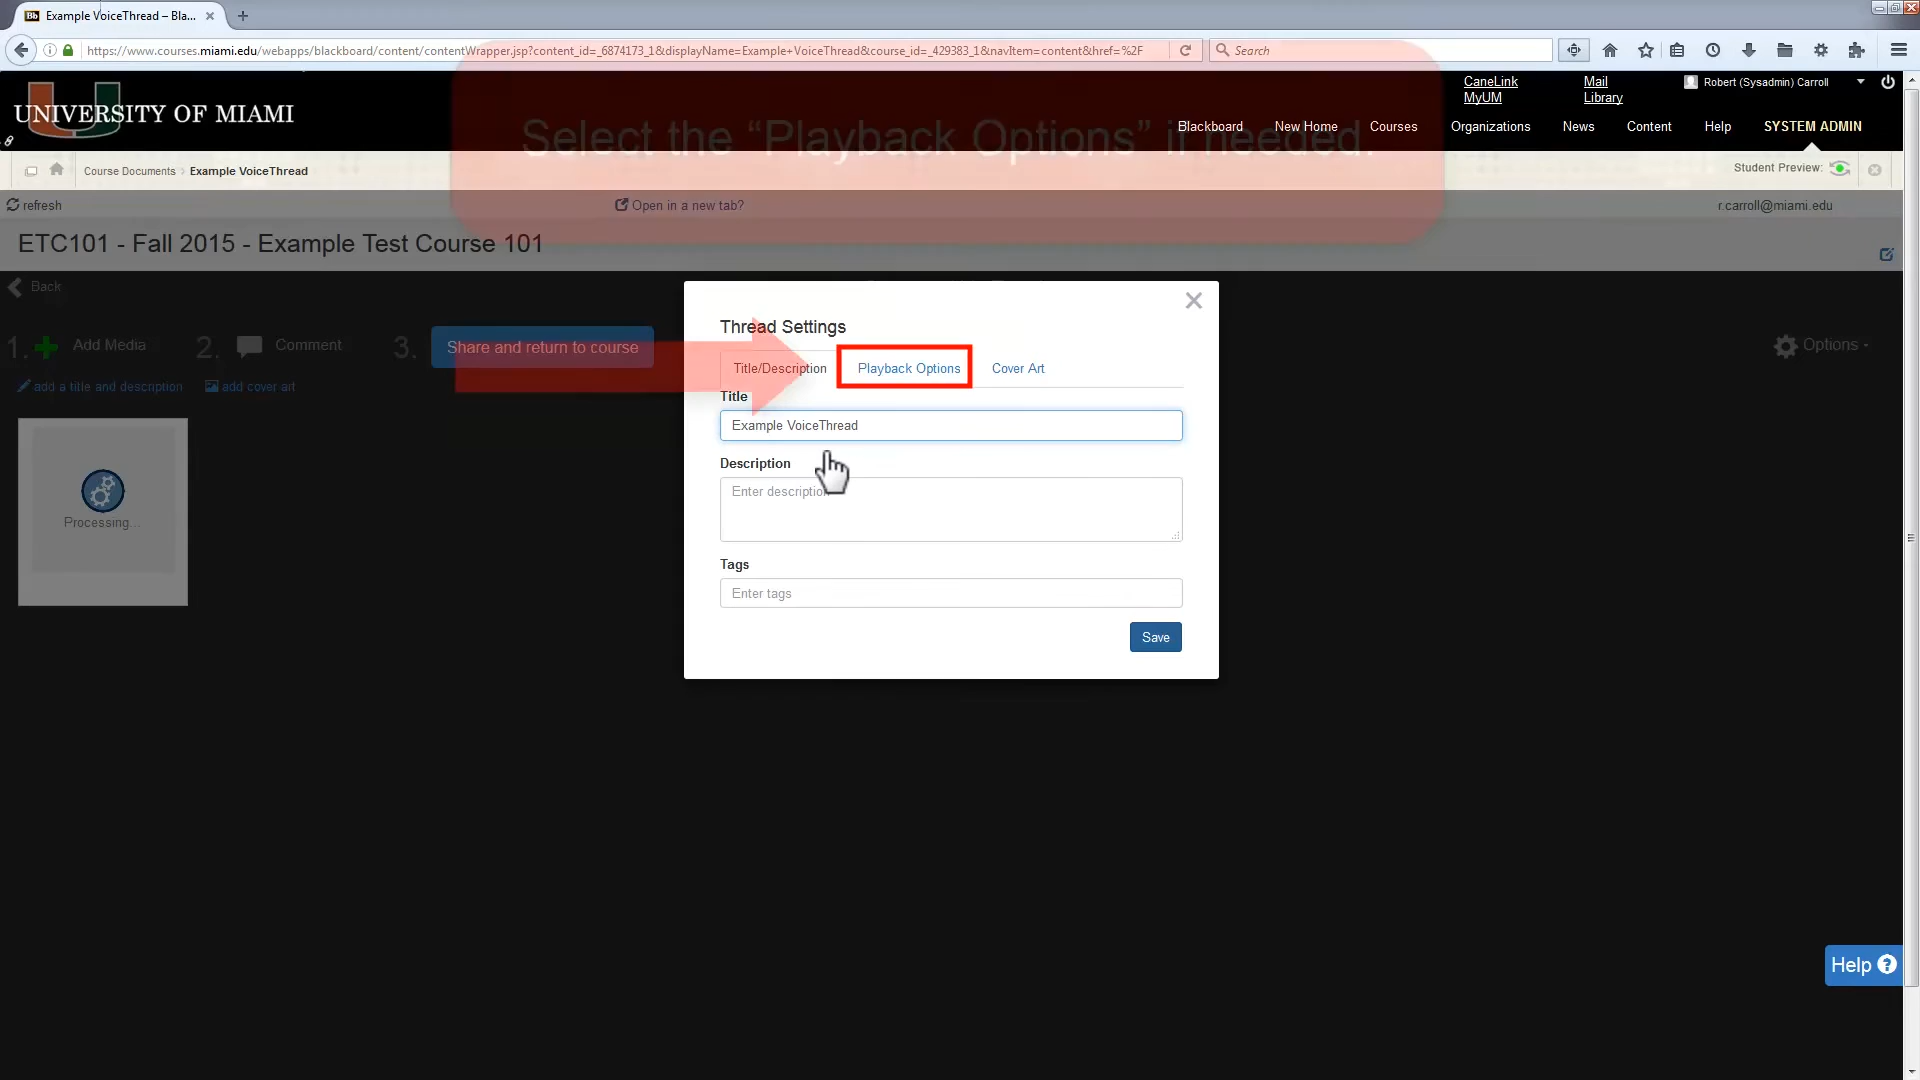 Example VoiceThread – Bla...
https://www.courses.miami.edu/webapps/blackboard/content/contentWrapper.jsp?content_id=_6874173_1&displayName=Example+VoiceThread&course_id=_429383_1&navItem=content&href=%2F
Search
CaneLink
MyUM
Mail
Library
Robert (Sysadmin) Carroll
UNIVERSITY OF MIAMI
Select the “Playback Options” if needed.
Blackboard New Home Courses Organizations News Content Help SYSTEM ADMIN
Course Documents › Example VoiceThread
Student Preview:
refresh
Open in a new tab?
r.carroll@miami.edu
ETC101 - Fall 2015 - Example Test Course 101
Back
1. Add Media 2. Comment 3. Share and return to course
Options
add a title and description
add cover art
Processing...
Thread Settings
Title/Description Playback Options Cover Art
Title
Example VoiceThread
Description
Enter description
Tags
Enter tags
Save
Help ?